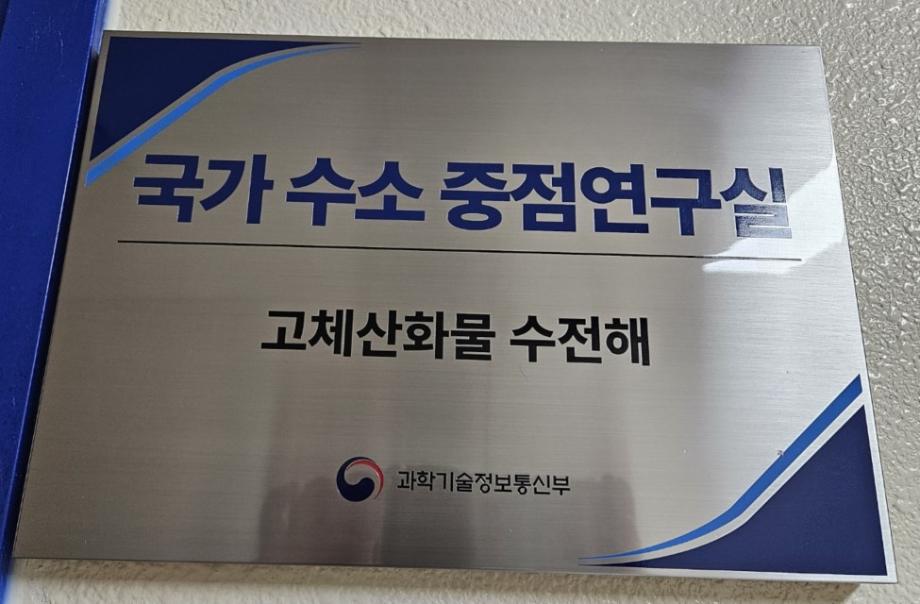 국가 수소 중점연구실
고체산화물 수전해
과학기술정보통신부